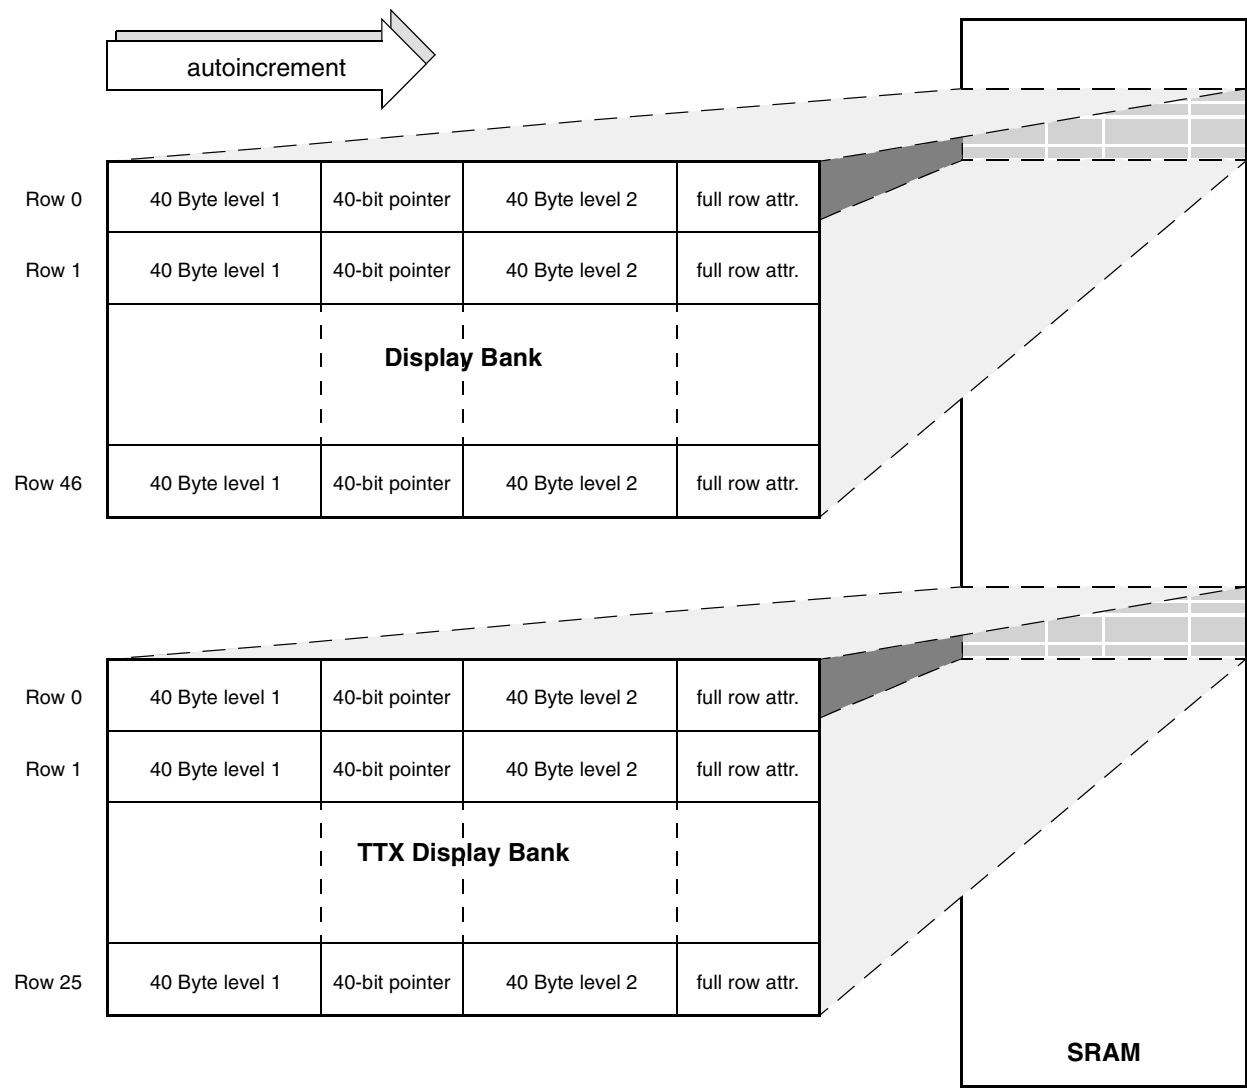 autoincrement
Row 0 40 Byte level 1 40-bit pointer 40 Byte level 2 full row attr.
Row 1 40 Byte level 1 40-bit pointer 40 Byte level 2 full row attr.
Display Bank
Row 46 40 Byte level 1 40-bit pointer 40 Byte level 2 full row attr.
Row 0 40 Byte level 1 40-bit pointer 40 Byte level 2 full row attr.
Row 1 40 Byte level 1 40-bit pointer 40 Byte level 2 full row attr.
TTX Display Bank
Row 25 40 Byte level 1 40-bit pointer 40 Byte level 2 full row attr.
SRAM